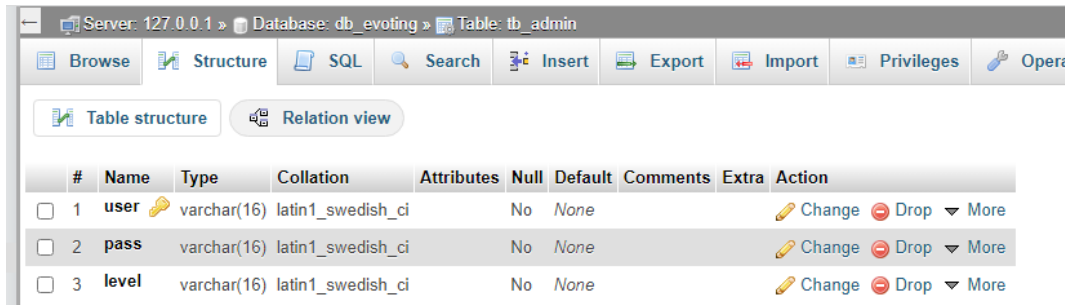 Server: 127.0.0.1 » Database: db_evoting » Table: tb_admin
Browse Structure SQL Search Insert Export Import Privileges Opera
Table structure Relation view
# Name Type Collation Attributes Null Default Comments Extra Action
1 user varchar(16) latin1_swedish_ci No None Change Drop More
2 pass varchar(16) latin1_swedish_ci No None Change Drop More
3 level varchar(16) latin1_swedish_ci No None Change Drop More